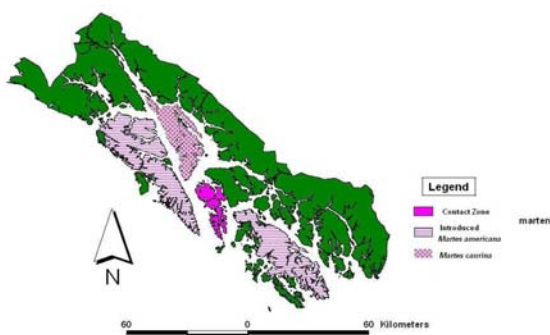 Legend
Contact Zone
Introduced
Martes americana
marten
Martes caurina
N
60 0 60 Kilometers